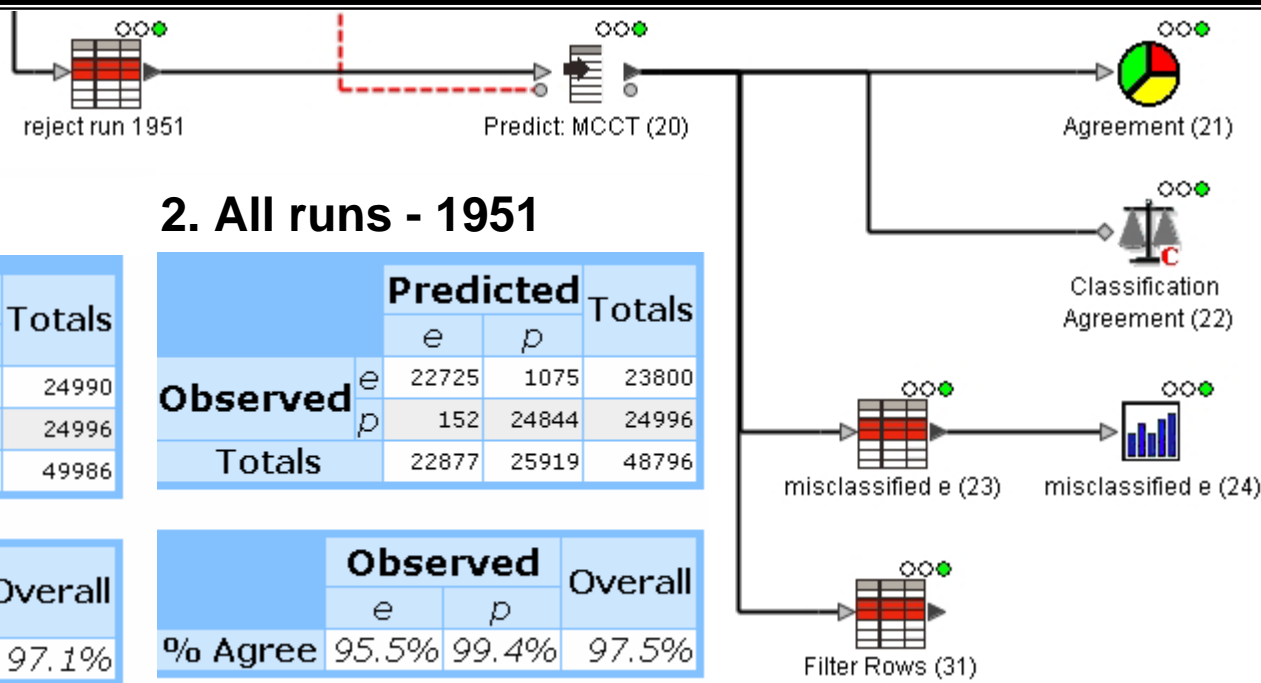 reject run 1951
Predict: MCCT (20)
Agreement (21)
Classification
Agreement (22)
misclassified e (23)
misclassified e (24)
Filter Rows (31)
2. All runs - 1951
Totals
24990
24996
49986
Overall
97.1%
Predicted Totals
e p
Observed e 22725 1075 23800
p 152 24844 24996
Totals 22877 25919 48796
Observed Overall
e p
% Agree 95.5% 99.4% 97.5%
C